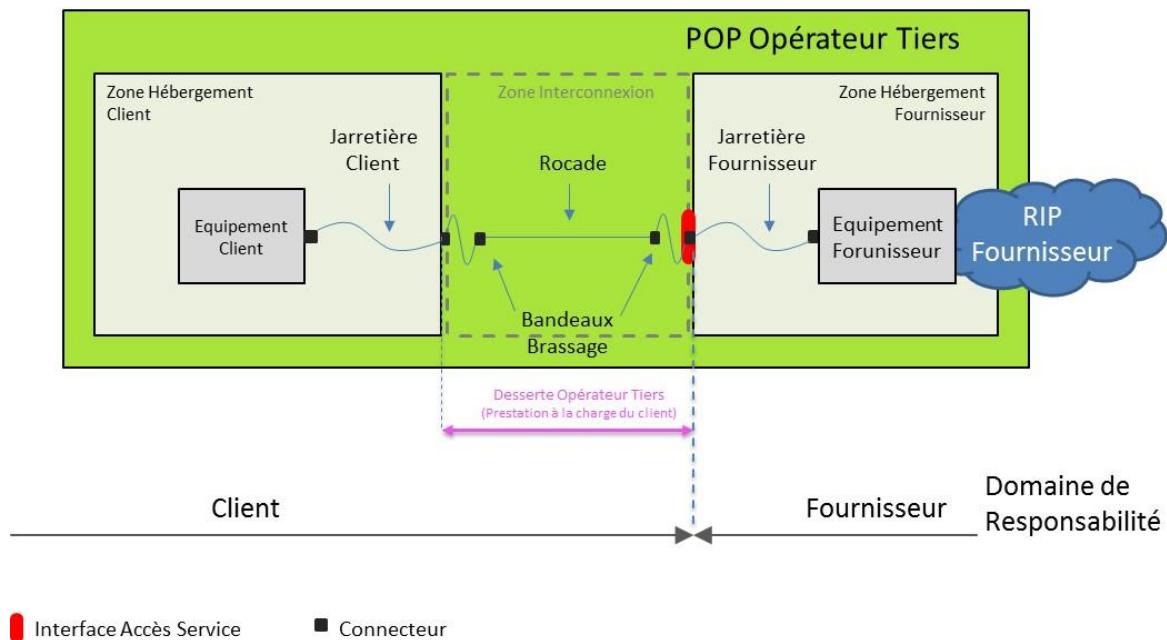 POP Opérateur Tiers
Zone Hébergement
Client
Zone Interconnexion
Zone Hébergement
Fournisseur
Jarretière
Client
Rocade
Jarretière
Fournisseur
Equipement
Client
Equipement
Forunisseur
RIP
Fournisseur
Bandeaux
Brassage
Desserte Opérateur Tiers
(Prestation à la charge du client)
Client
Fournisseur
Domaine de
Responsabilité
Interface Accès Service
Connecteur